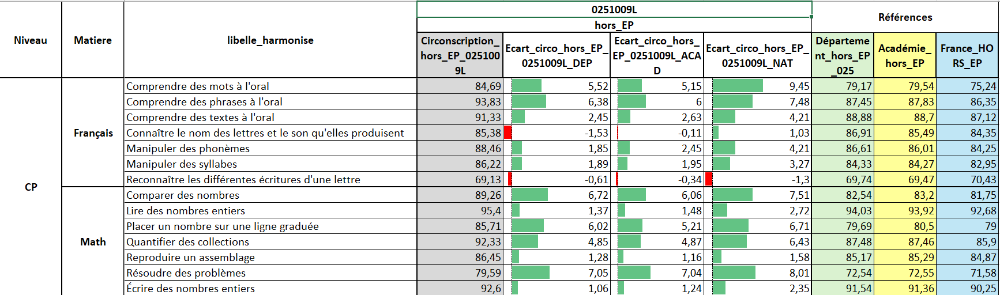 0251009L
Références
hors_EP
Niveau Matiere libelle_harmonise
Circonscription_
hors_EP_025100
9L
Ecart_circo_hors_EP_
0251009L_DEP
Ecart_circo_hors_
EP_0251009L_ACA
D
Ecart_circo_hors_EP_
0251009L_NAT
Départeme
nt_hors_EP
_025
Académie_
hors_EP
France_HO
RS_EP
CP
Français
Comprendre des mots à l'oral 84,69 5,52 5,15 9,45 79,17 79,54 75,24
Comprendre des phrases à l'oral 93,83 6,38 6 7,48 87,45 87,83 86,35
Comprendre des textes à l'oral 91,33 2,45 2,63 4,21 88,88 88,7 87,12
Connaître le nom des lettres et le son qu'elles produisent 85,38 -1,53 -0,11 1,03 86,91 85,49 84,35
Manipuler des phonèmes 88,46 1,85 2,45 4,21 86,61 86,01 84,25
Manipuler des syllabes 86,22 1,89 1,95 3,27 84,33 84,27 82,95
Reconnaître les différentes écritures d'une lettre 69,13 -0,61 -0,34 -1,3 69,74 69,47 70,43
Math
Comparer des nombres 89,26 6,72 6,06 7,51 82,54 83,2 81,75
Lire des nombres entiers 95,4 1,37 1,48 2,72 94,03 93,92 92,68
Placer un nombre sur une ligne graduée 85,71 6,02 5,21 6,71 79,69 80,5 79
Quantifier des collections 92,33 4,85 4,87 6,43 87,48 87,46 85,9
Reproduire un assemblage 86,45 1,28 1,16 1,58 85,17 85,29 84,87
Résoudre des problèmes 79,59 7,05 7,04 8,01 72,54 72,55 71,58
Écrire des nombres entiers 92,6 1,06 1,24 2,35 91,54 91,36 90,25